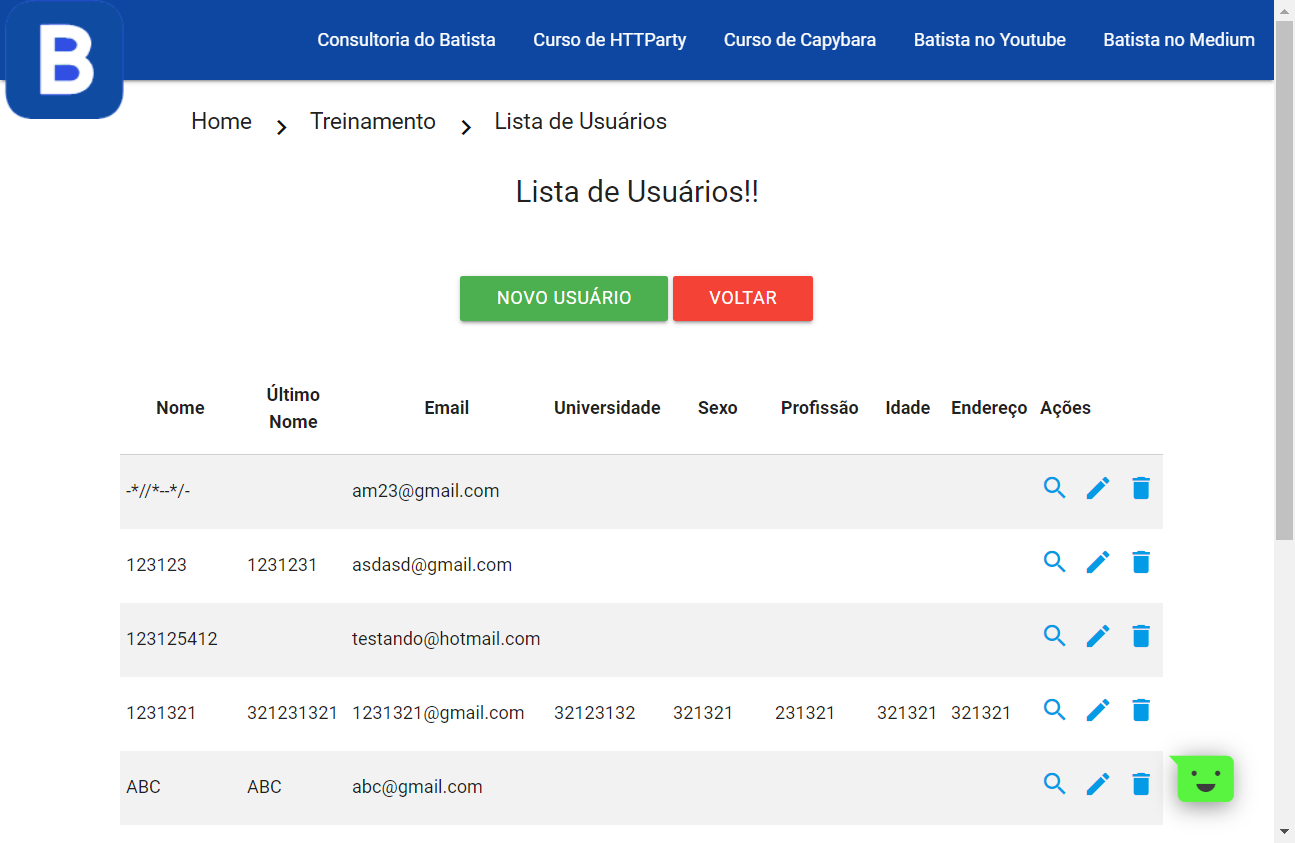 B
Consultoria do Batista Curso de HTTParty Curso de Capybara Batista no Youtube Batista no Medium
Home Treinamento Lista de Usuários
Lista de Usuários!!
NOVO USUÁRIO VOLTAR
Nome Último Nome Email Universidade Sexo Profissão Idade Endereço Ações
-*//*--*/- am23@gmail.com
123123 1231231 asdasd@gmail.com
123125412 testando@hotmail.com
1231321 321231321 1231321@gmail.com 32123132 321321 231321 321321 321321
ABC ABC abc@gmail.com